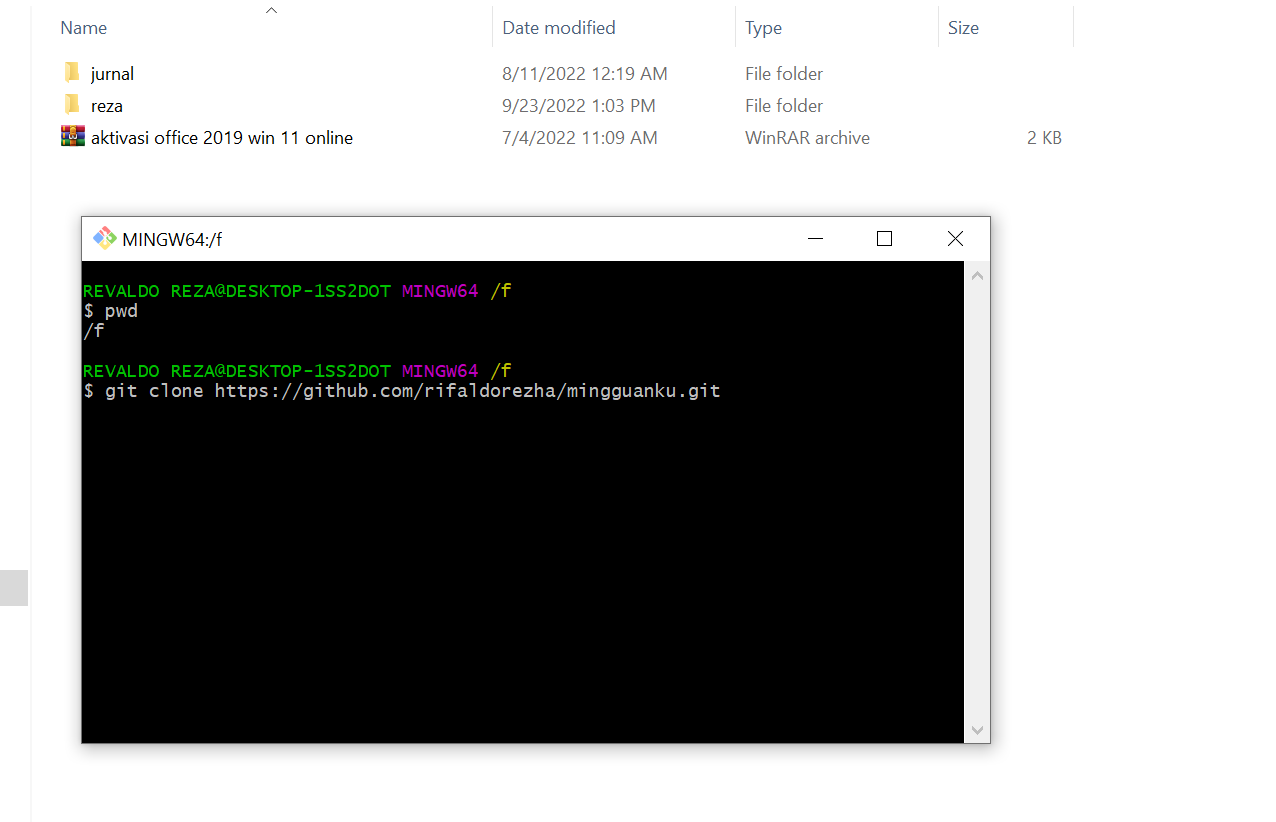 Name Date modified Type Size
jurnal 8/11/2022 12:19 AM File folder
reza 9/23/2022 1:03 PM File folder
aktivasi office 2019 win 11 online 7/4/2022 11:09 AM WinRAR archive 2 KB
MINGW64:/f
REVALDO REZA@DESKTOP-1SS2DOT MINGW64 /f
$ pwd
/f
REVALDO REZA@DESKTOP-1SS2DOT MINGW64 /f
$ git clone https://github.com/rifaldorezha/mingguanku.git